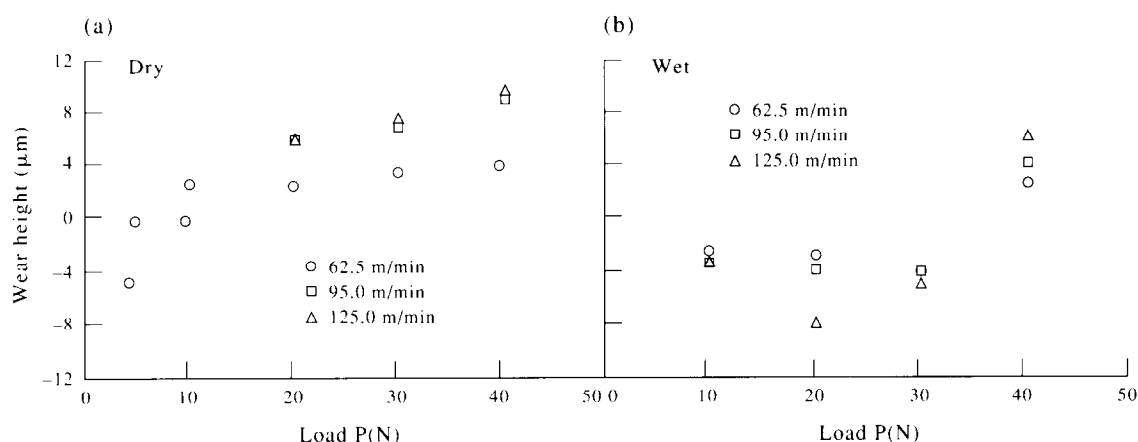 (a)
Dry
Wear height (μm)
12
8
4
0
−4
−8
−12
62.5 m/min
95.0 m/min
125.0 m/min
0 10 20 30 40 50
Load P(N)
(b)
Wet
62.5 m/min
95.0 m/min
125.0 m/min
0 10 20 30 40 50
Load P(N)